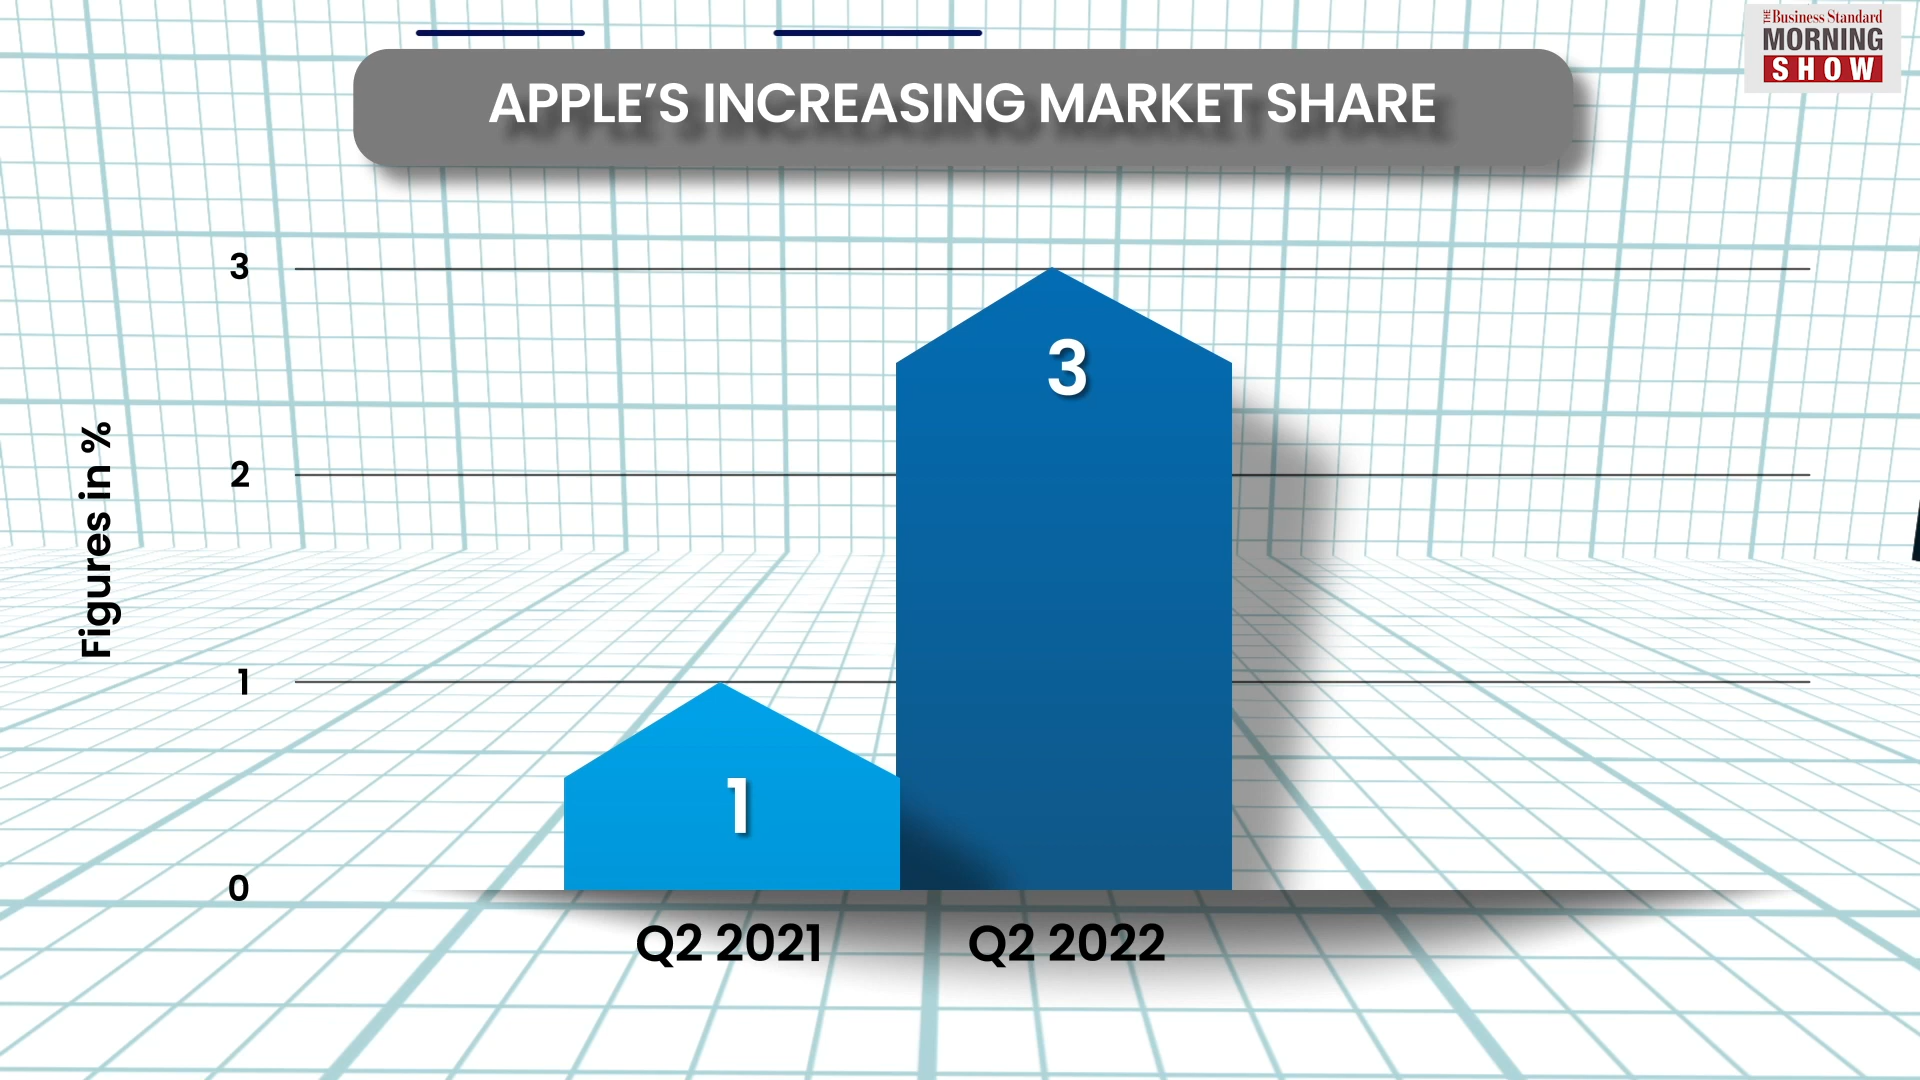 THE Business Standard
MORNING
SHOW
APPLE’S INCREASING MARKET SHARE
3
3
2
Figures in %
1
1
0
Q2 2021
Q2 2022